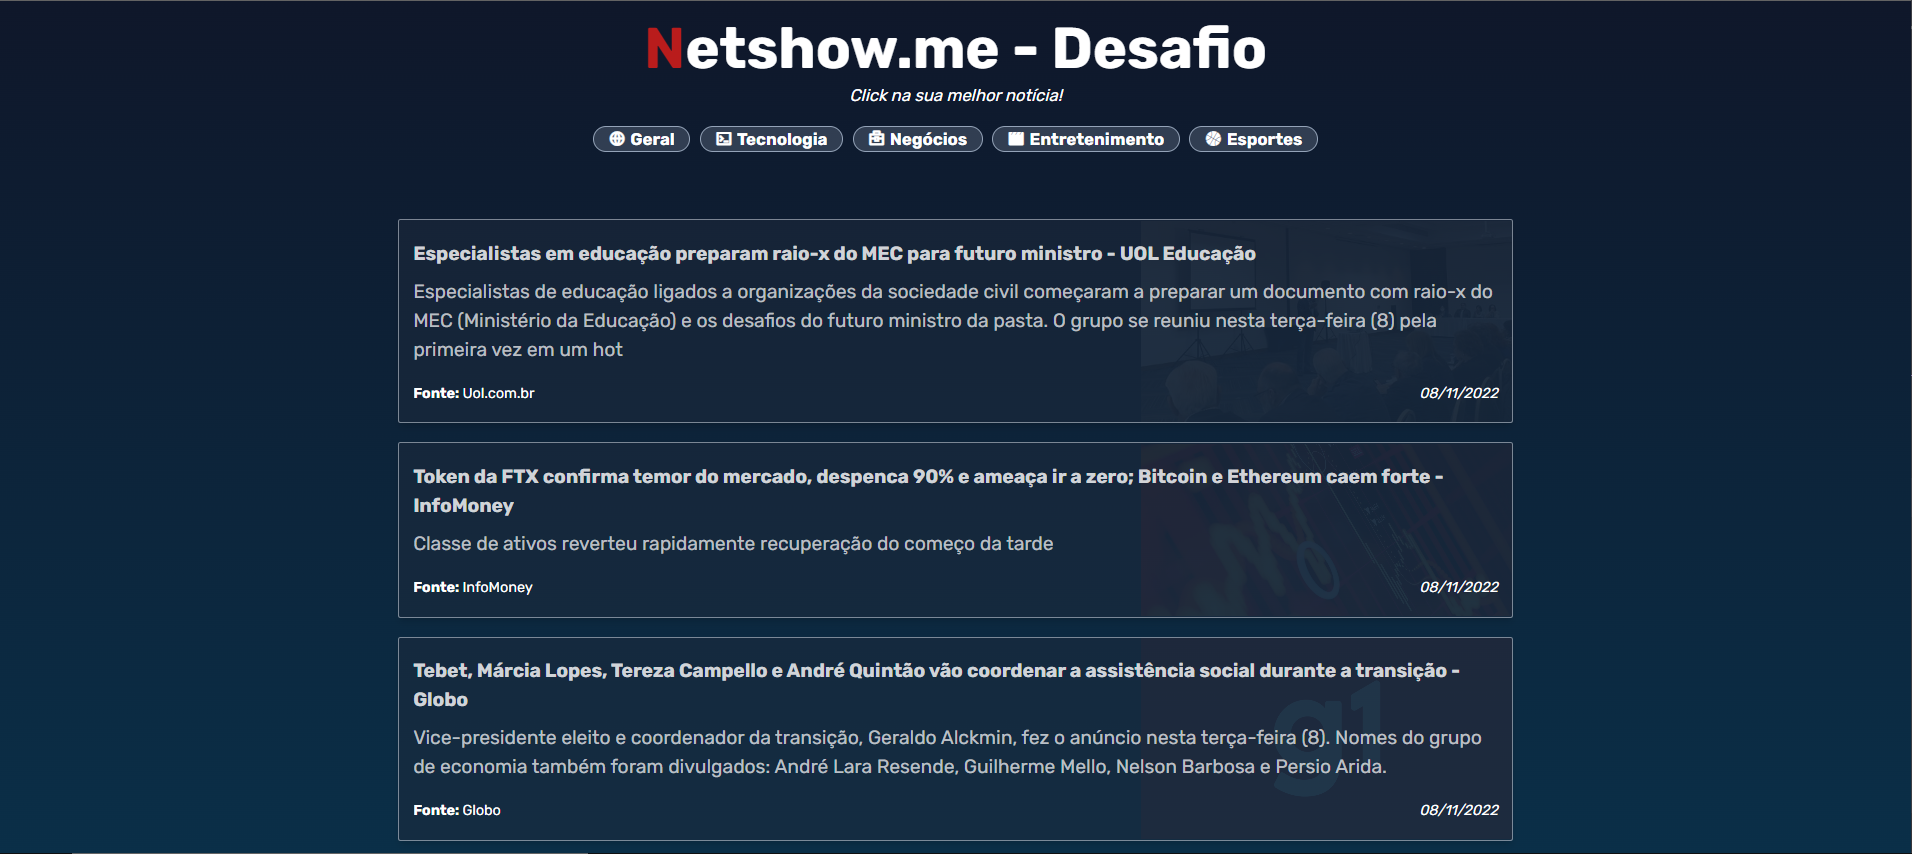 Netshow.me - Desafio
Click na sua melhor notícia!
Geral Tecnologia Negócios Entretenimento Esportes
Especialistas em educação preparam raio-x do MEC para futuro ministro - UOL Educação
Especialistas de educação ligados a organizações da sociedade civil começaram a preparar um documento com raio-x do
MEC (Ministério da Educação) e os desafios do futuro ministro da pasta. O grupo se reuniu nesta terça-feira (8) pela
primeira vez em um hot
Fonte: Uol.com.br 08/11/2022
Token da FTX confirma temor do mercado, despenca 90% e ameaça ir a zero; Bitcoin e Ethereum caem forte -
InfoMoney
Classe de ativos reverteu rapidamente recuperação do começo da tarde
Fonte: InfoMoney 08/11/2022
Tebet, Márcia Lopes, Tereza Campello e André Quintão vão coordenar a assistência social durante a transição -
Globo
g1
Vice-presidente eleito e coordenador da transição, Geraldo Alckmin, fez o anúncio nesta terça-feira (8). Nomes do grupo
de economia também foram divulgados: André Lara Resende, Guilherme Mello, Nelson Barbosa e Persio Arida.
Fonte: Globo 08/11/2022